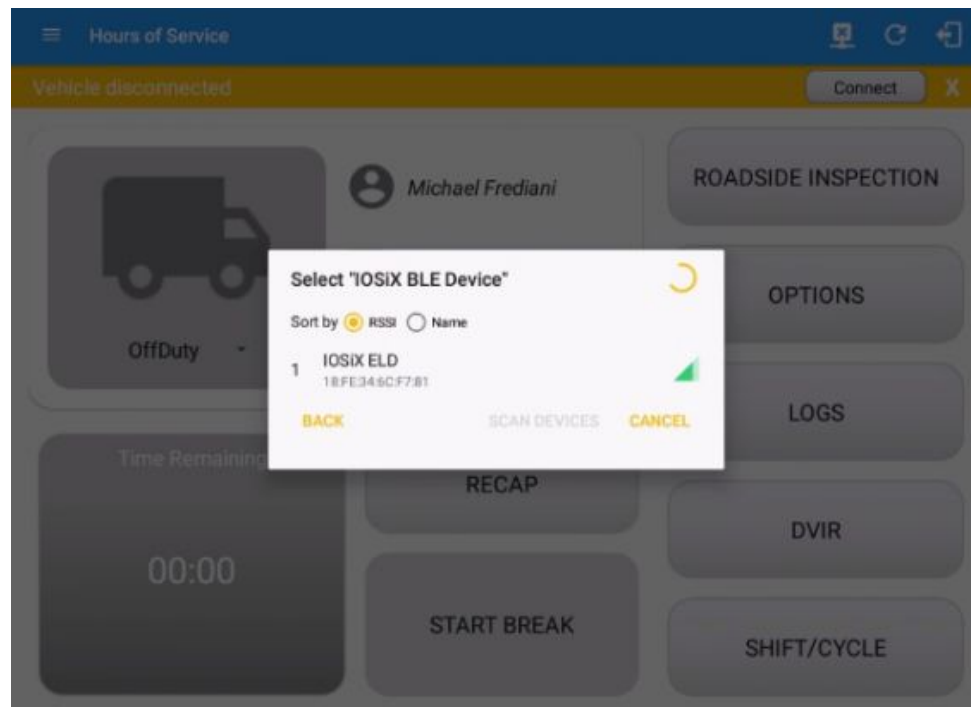 Hours of Service
Vehicle disconnected
Connect X
Michael Frediani
OffDuty
ROADSIDE INSPECTION
OPTIONS
LOGS
DVIR
SHIFT/CYCLE
Select "IOSiX BLE Device"
Sort by RSSI Name
1 IOSiX ELD
18:FE:34:6C:F7:81
BACK SCAN DEVICES CANCEL
Time Remaining
00:00
RECAP
START BREAK